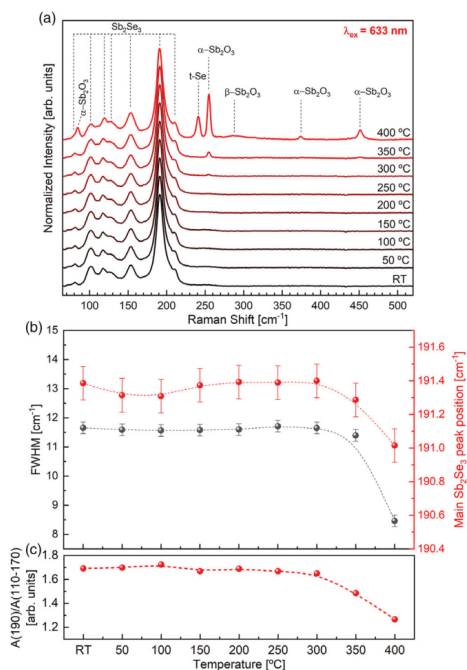 (a)
Sb₂Se₃
λex = 633 nm
α-Sb₂O₃
α-Sb₂O₃
t-Se
β-Sb₂O₃
α-Sb₂O₃
α-Sb₂O₃
Normalized Intensity [arb. units]
400 ºC
350 ºC
300 ºC
250 ºC
200 ºC
150 ºC
100 ºC
50 ºC
RT
100 150 200 250 300 350 400 450 500
Raman Shift [cm⁻¹]
(b)
FWHM [cm⁻¹]
15
14
13
12
11
10
9
8
191.6
191.4
191.2
191.0
190.8
190.6
190.4
Main Sb₂Se₃ peak position [cm⁻¹]
(c)
A(190)/A(110-170)
[arb. units]
1.8
1.6
1.4
1.2
RT 50 100 150 200 250 300 350 400
Temperature [ºC]